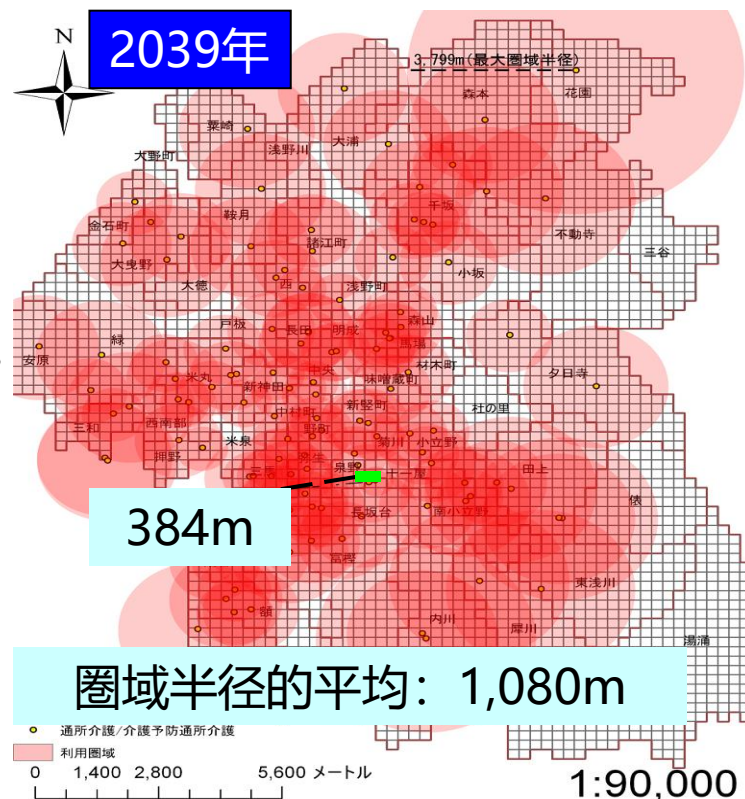 2039年
N
3,799m(最大圏域半径)
森本
花園
粟崎
大浦
浅野川
大野町
千坂
金石町
鞍月
諸江町
不動寺
三谷
大曳野
小坂
大徳
西
浅野町
戸板
長田
明成
森山
馬場
緑
安原
中央
材木町
味噌蔵町
夕日寺
米丸
新神田
杜の里
新竪町
中村町
三和
西南部
野町
菊川
小立野
米泉
押野
弥生
泉野
三馬
十一屋
田上
俵
384m
長坂台
南小立野
富樫
東浅川
額
内川
犀川
湯涌
圏域半径的平均：1,080m
通所介護/介護予防通所介護
利用圏域
0 1,400 2,800 5,600 メートル
1:90,000